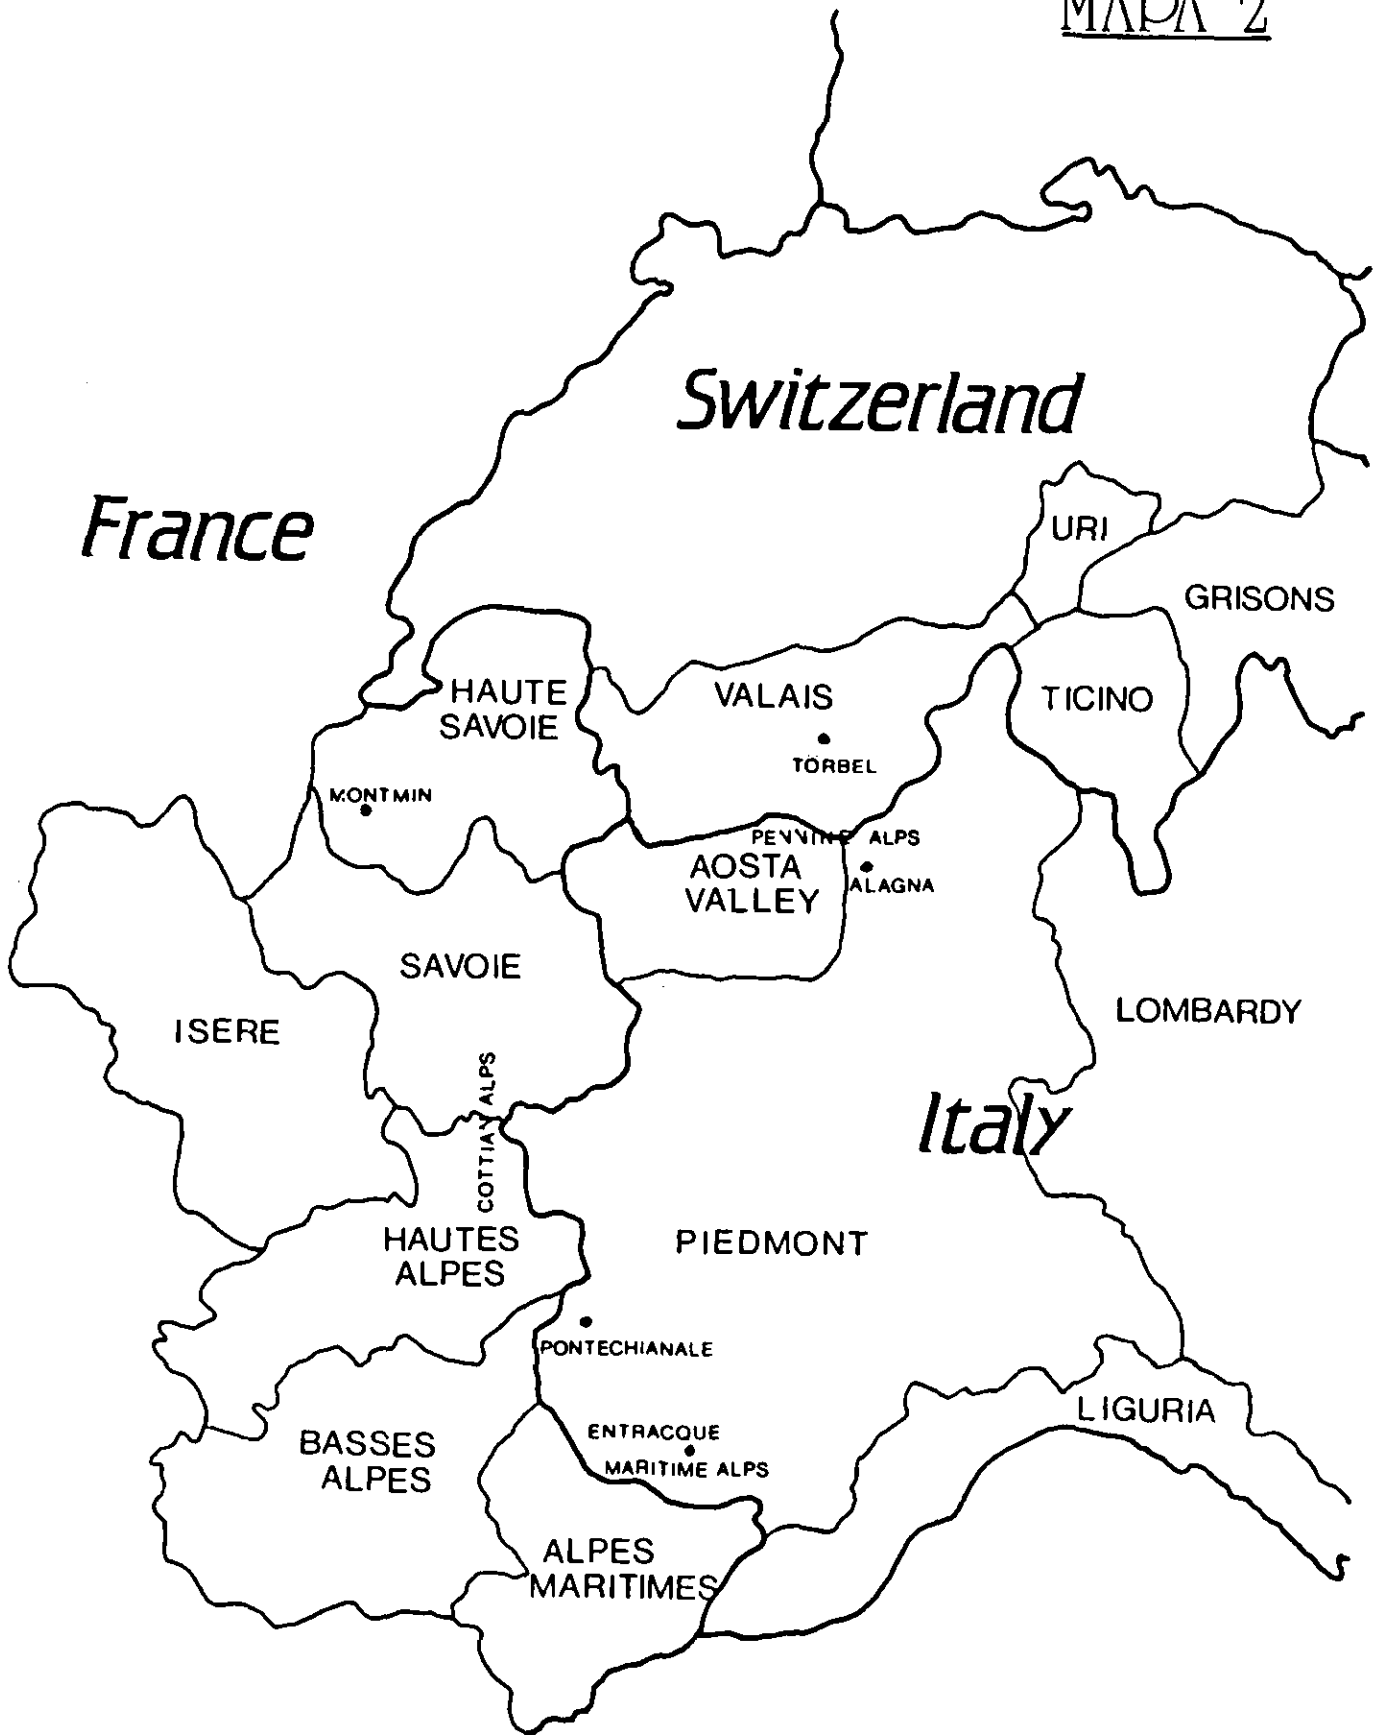 MAPA 2
Switzerland
France
URI
GRISONS
HAUTE
SAVOIE
VALAIS
TICINO
TÖRBEL
MONTMIN
PENNINE ALPS
AOSTA
VALLEY
ALAGNA
SAVOIE
ISERE
LOMBARDY
COTTIAN ALPS
Italy
HAUTES
ALPES
PIEDMONT
PONTECHIANALE
LIGURIA
ENTRACQUE
BASSES
ALPES
MARITIME ALPS
ALPES
MARITIMES